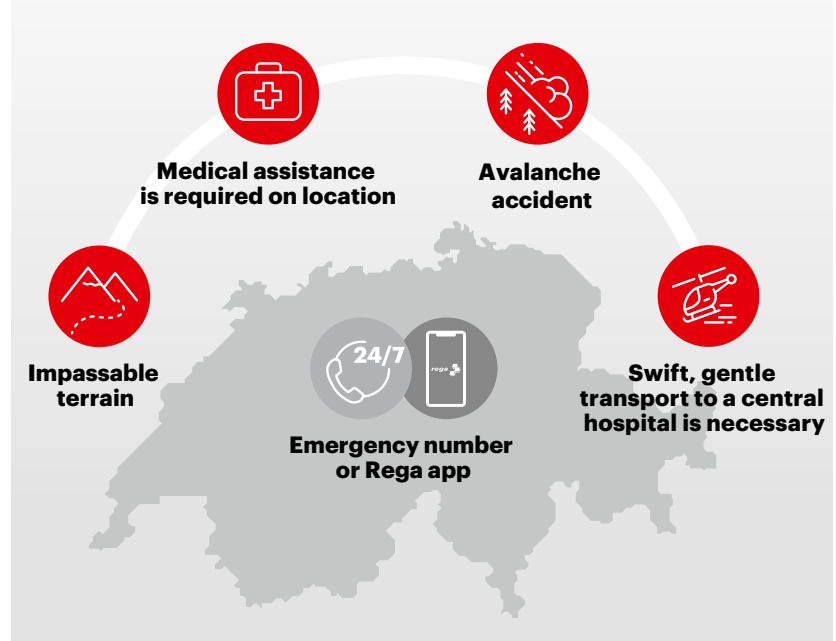 Medical assistance
is required on location
Avalanche
accident
Impassable
terrain
24/7
rega
Swift, gentle
transport to a central
hospital is necessary
Emergency number
or Rega app